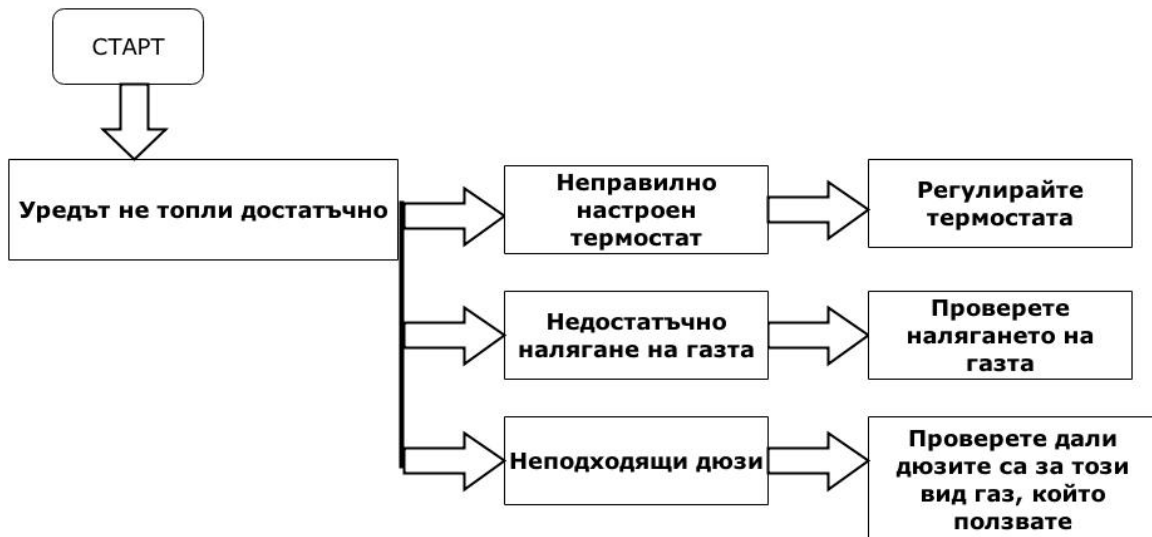 СТАРТ
Уредът не топли достатъчно
Неправилно
настроен
термостат
Регулирайте
термостата
Недостатъчно
налягане на газта
Проверете
налягането на
газта
Неподходящи дюзи
Проверете дали
дюзите са за този
вид газ, който
ползвате